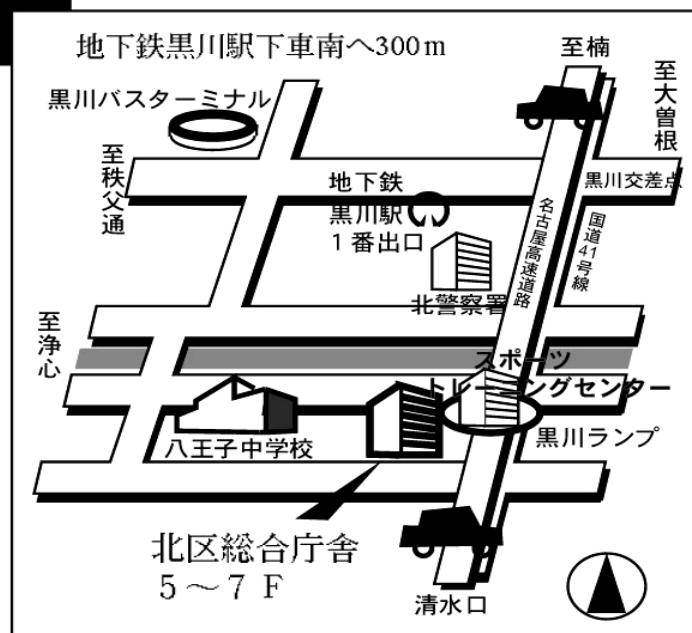 地下鉄黒川駅下車南へ300m
至楠
至大曽根
黒川バスターミナル
至秩父通
地下鉄
黒川駅
1番出口
黒川交差点
名古屋高速道路
国道41号線
北警察署
至浄心
スポーツ
トレーニングセンター
八王子中学校
黒川ランプ
北区総合庁舎
5～7 F
清水口